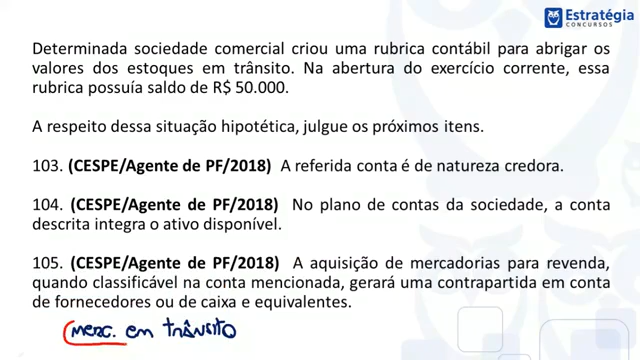 Estratégia
CONCURSOS
Determinada sociedade comercial criou uma rubrica contábil para abrigar os
valores dos estoques em trânsito. Na abertura do exercício corrente, essa
rubrica possuía saldo de R$ 50.000.
A respeito dessa situação hipotética, julgue os próximos itens.
103. (CESPE/Agente de PF/2018) A referida conta é de natureza credora.
104. (CESPE/Agente de PF/2018) No plano de contas da sociedade, a conta
descrita integra o ativo disponível.
105. (CESPE/Agente de PF/2018) A aquisição de mercadorias para revenda,
quando classificável na conta mencionada, gerará uma contrapartida em conta
de fornecedores ou de caixa e equivalentes.
merc. em trânsito